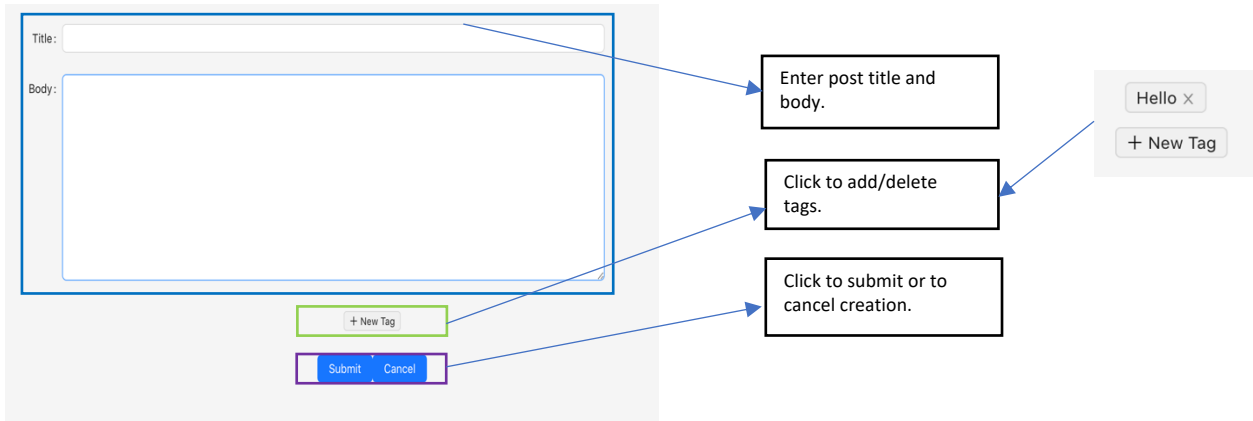 Title:
Body:
+ New Tag
Submit Cancel
Enter post title and
body.
Click to add/delete
tags.
Click to submit or to
cancel creation.
Hello ×
+ New Tag